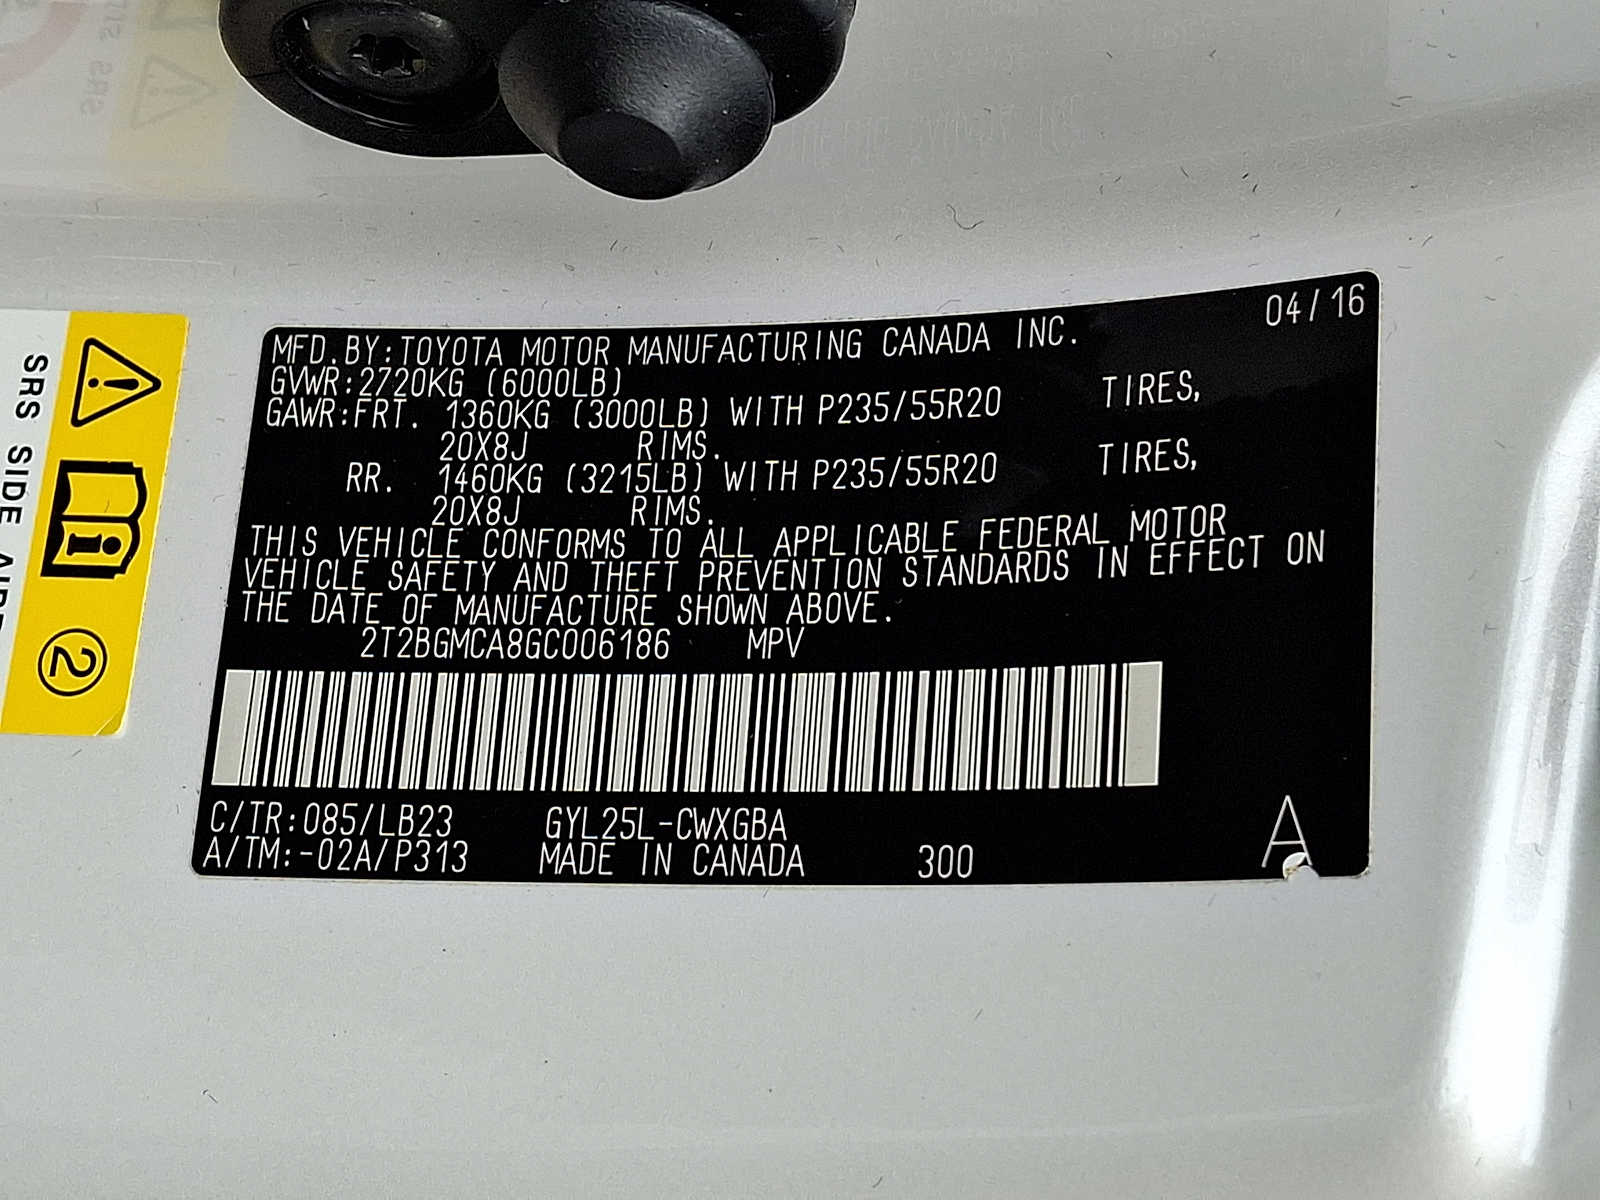 04/16
MFD.BY:TOYOTA MOTOR MANUFACTURING CANADA INC.
GVWR:2720KG (6000LB)
GAWR:FRT. 1360KG (3000LB) WITH P235/55R20 TIRES,
20X8J RIMS.
RR. 1460KG (3215LB) WITH P235/55R20 TIRES,
20X8J RIMS.
THIS VEHICLE CONFORMS TO ALL APPLICABLE FEDERAL MOTOR
VEHICLE SAFETY AND THEFT PREVENTION STANDARDS IN EFFECT ON
THE DATE OF MANUFACTURE SHOWN ABOVE.
2T2BGMCA8GC006186 MPV
C/TR:085/LB23 GYL25L-CWXGBA
A/TM:-02A/P313 MADE IN CANADA 300 A
SRS SIDE
2